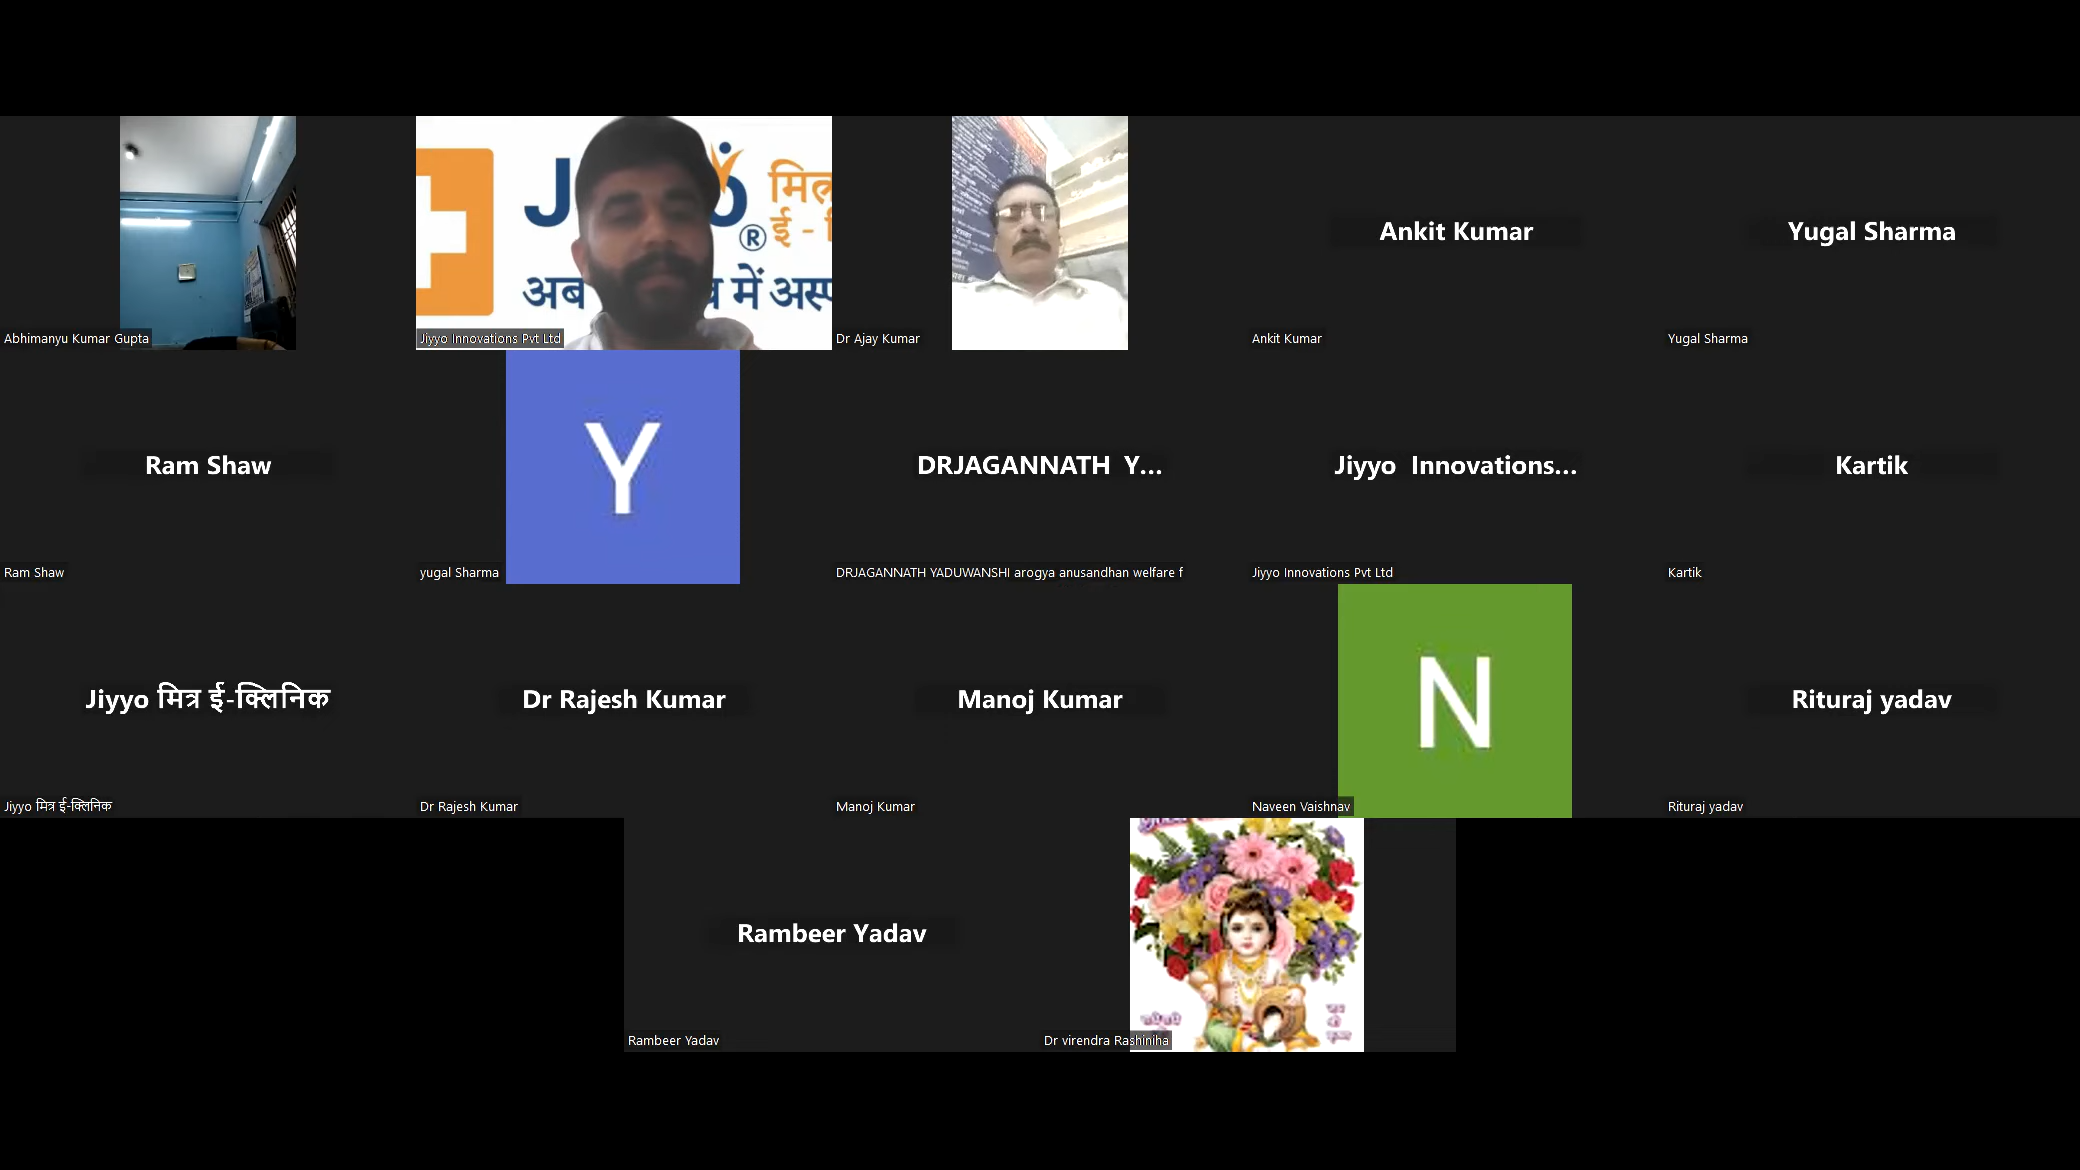 J
®
मित्र
ई -
अब
में अस्प
Abhimanyu Kumar Gupta
Jiyyo Innovations Pvt Ltd
Dr Ajay Kumar
Ankit Kumar
Ankit Kumar
Yugal Sharma
Yugal Sharma
Ram Shaw
Ram Shaw
Y
yugal Sharma
DRJAGANNATH Y...
DRJAGANNATH YADUWANSHI arogya anusandhan welfare f
Jiyyo Innovations...
Jiyyo Innovations Pvt Ltd
Kartik
Kartik
Jiyyo मित्र ई-क्लिनिक
Jiyyo मित्र ई-क्लिनिक
Dr Rajesh Kumar
Dr Rajesh Kumar
Manoj Kumar
Manoj Kumar
N
Naveen Vaishnav
Rituraj yadav
Rituraj yadav
Rambeer Yadav
Rambeer Yadav
Dr virendra Rashiniha